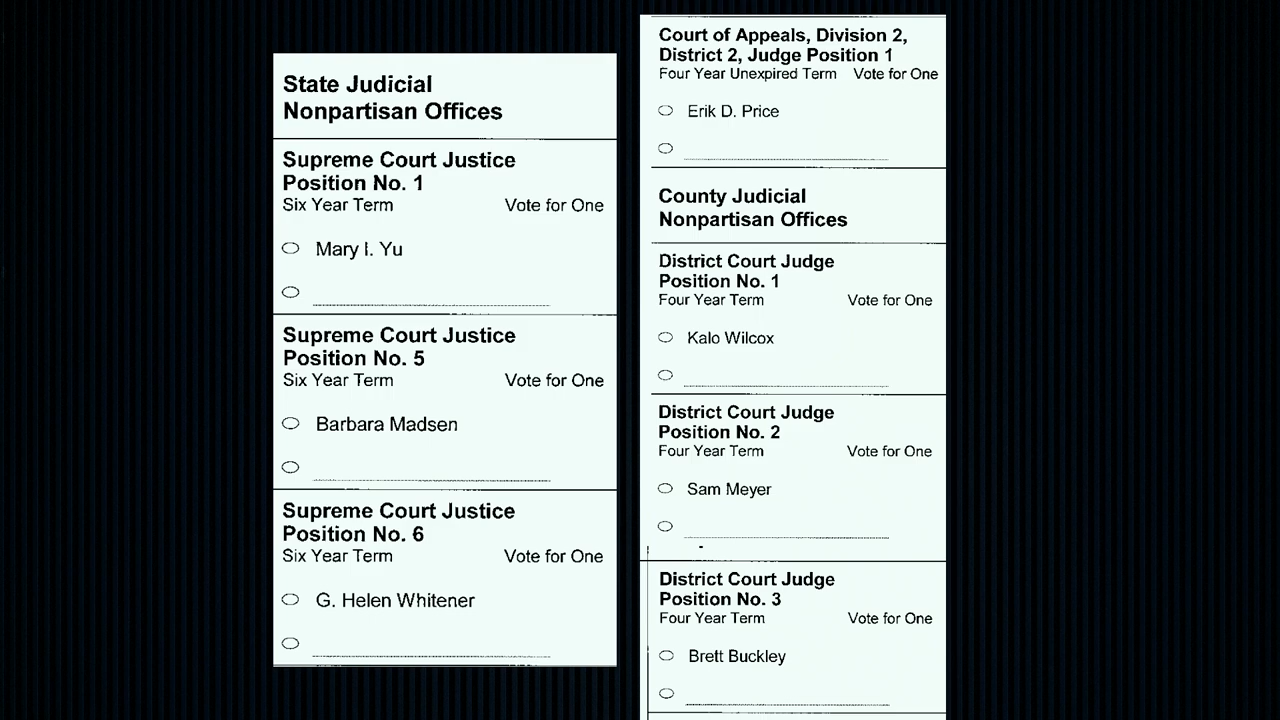 State Judicial
Nonpartisan Offices
Supreme Court Justice
Position No. 1
Six Year Term Vote for One
Mary I. Yu
Supreme Court Justice
Position No. 5
Six Year Term Vote for One
Barbara Madsen
Supreme Court Justice
Position No. 6
Six Year Term Vote for One
G. Helen Whitener
Court of Appeals, Division 2,
District 2, Judge Position 1
Four Year Unexpired Term Vote for One
Erik D. Price
County Judicial
Nonpartisan Offices
District Court Judge
Position No. 1
Four Year Term Vote for One
Kalo Wilcox
District Court Judge
Position No. 2
Four Year Term Vote for One
Sam Meyer
District Court Judge
Position No. 3
Four Year Term Vote for One
Brett Buckley